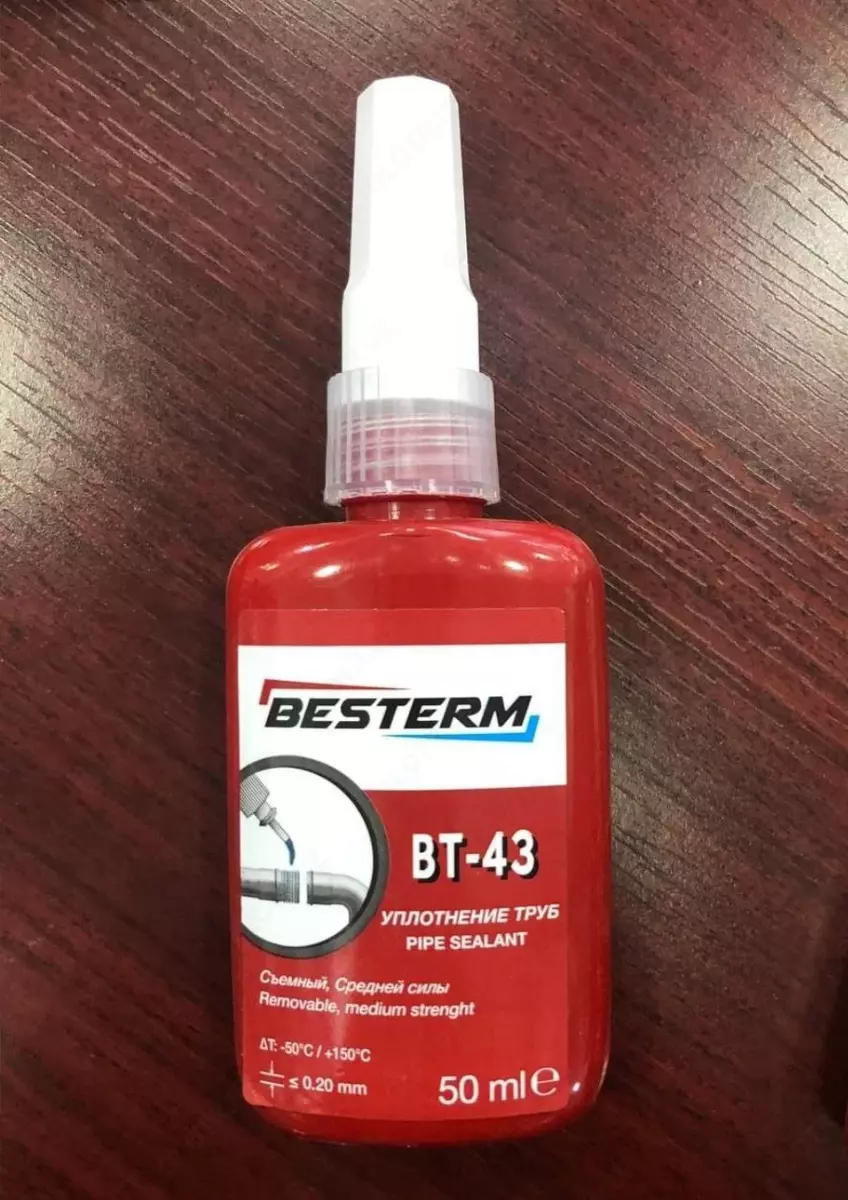 BESTERM
BT-43
УПЛОТНЕНИЕ ТРУБ
PIPE SEALANT
Съемный, Средней силы
Removable, medium strenght
ΔT: -50°C / +150°C
≤ 0.20 mm
50 ml ℮